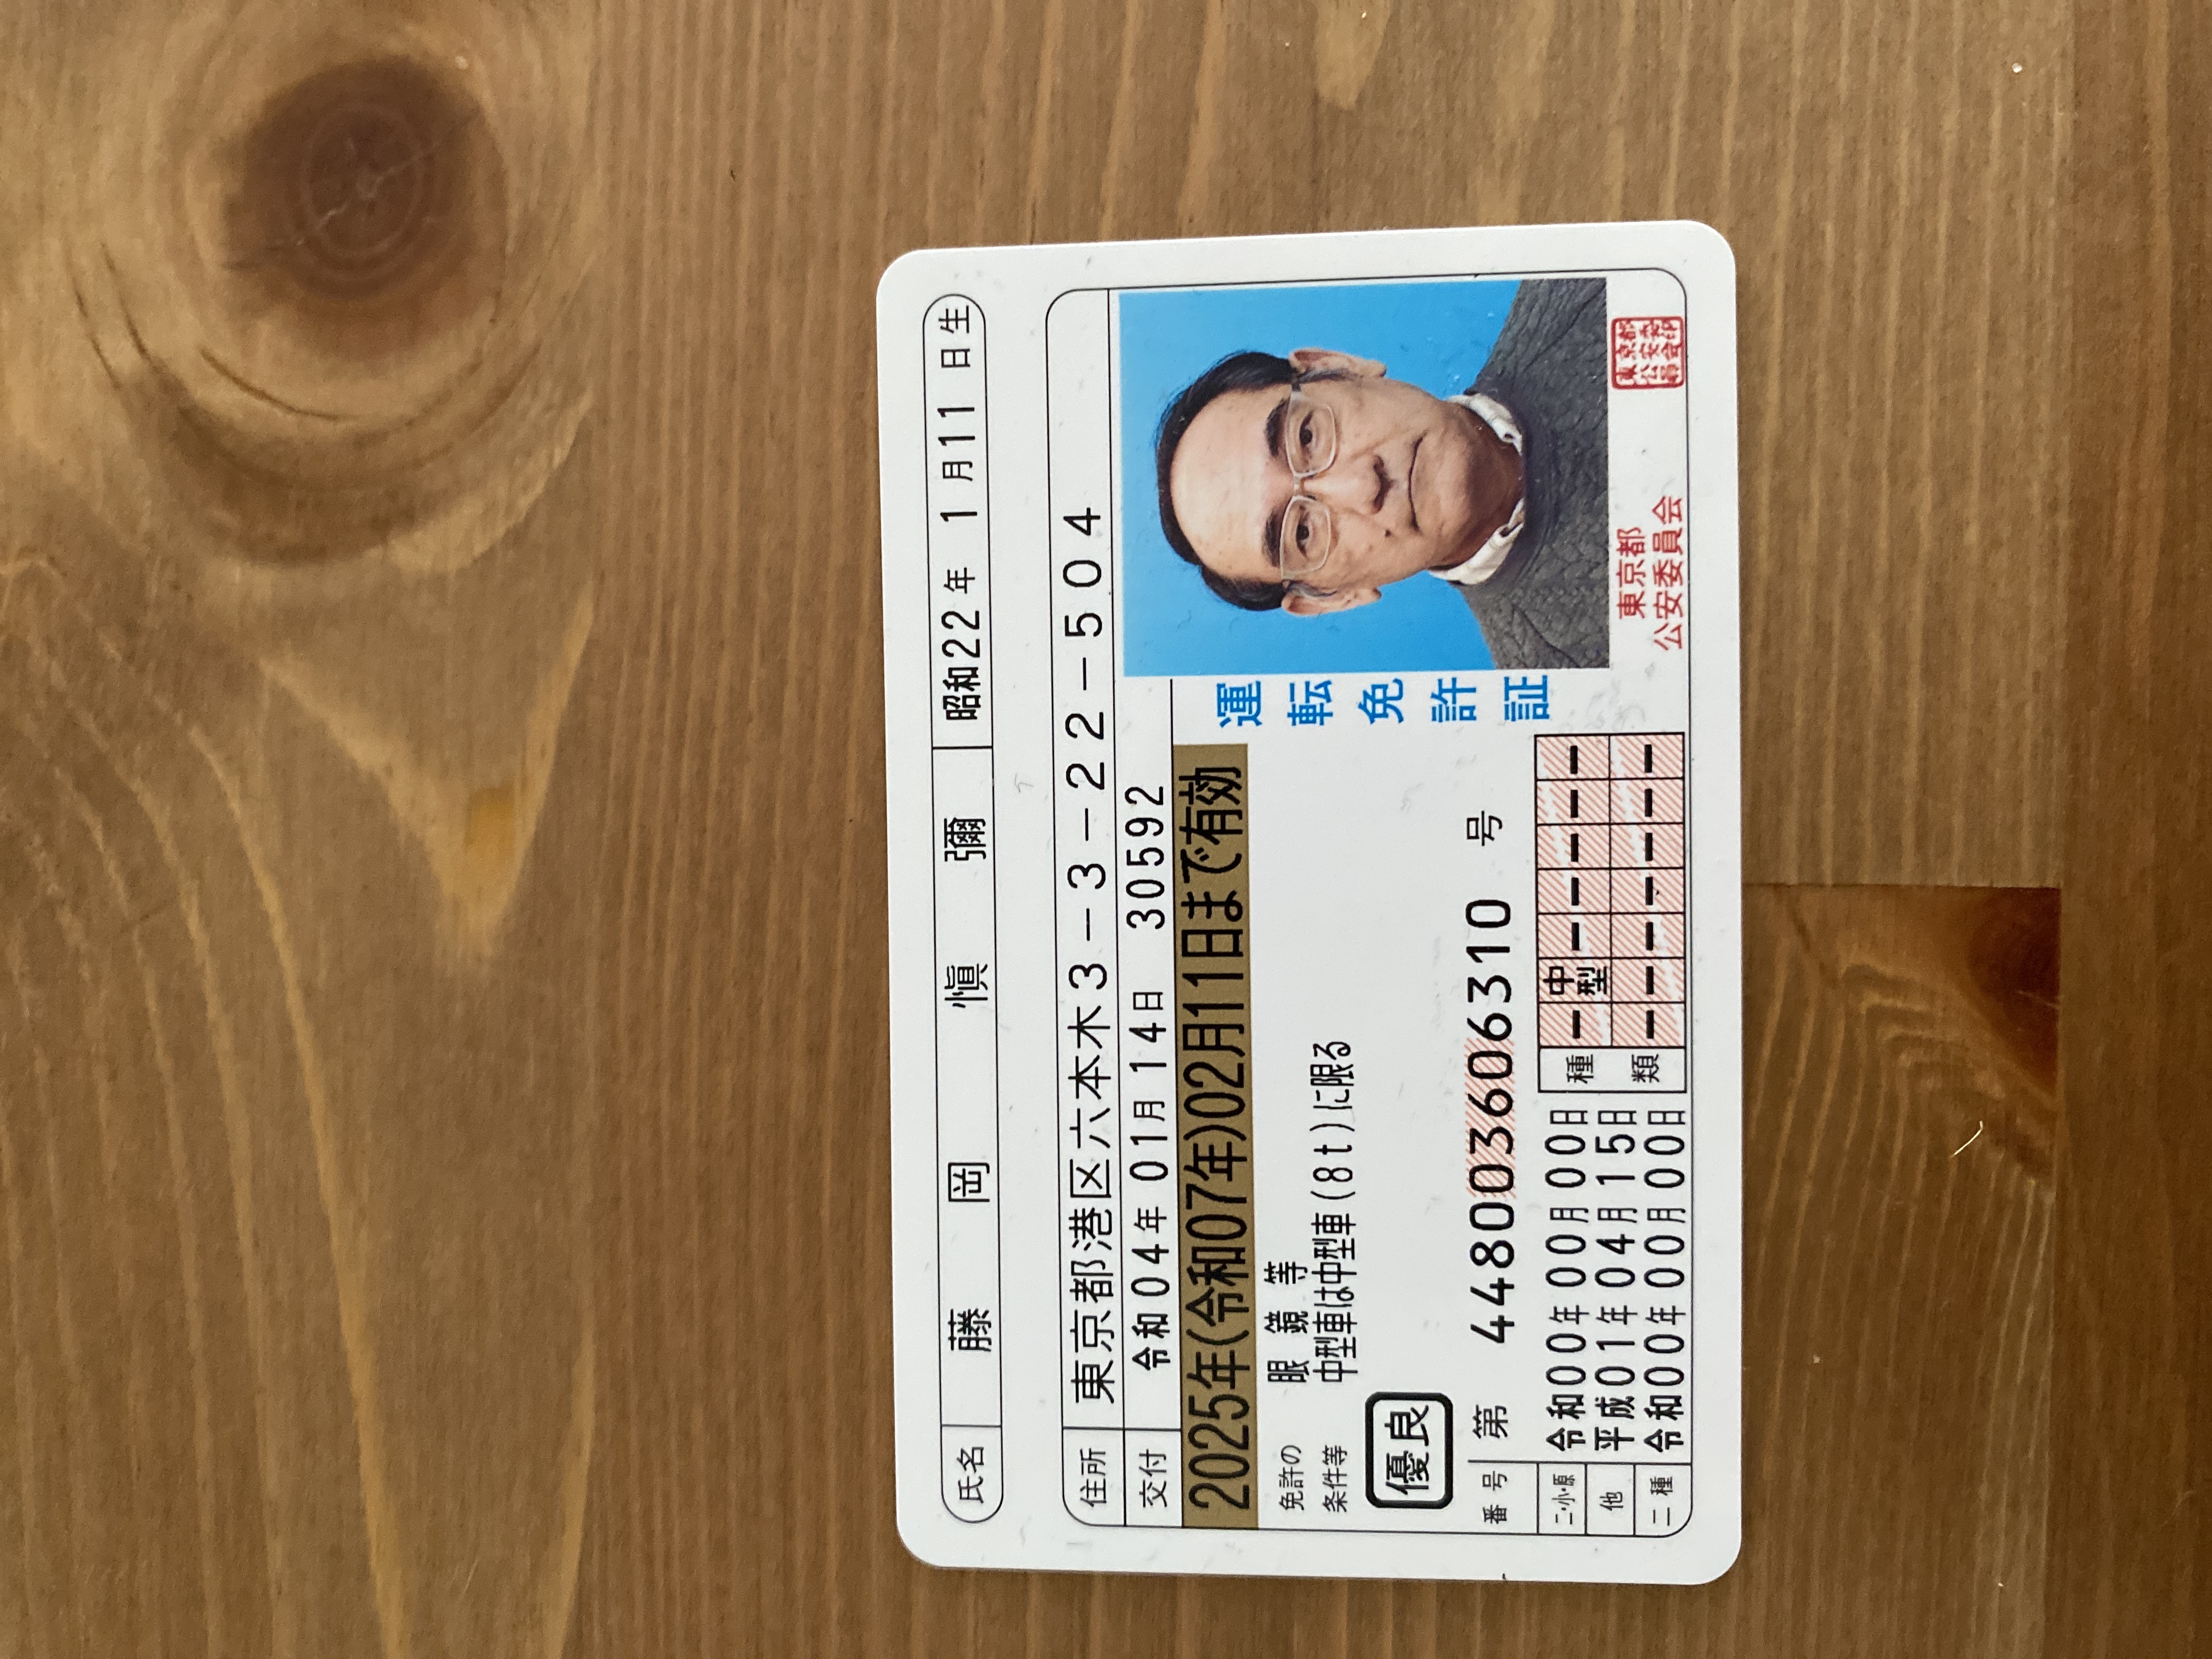 氏名 藤岡 愼彌 昭和22年 1月11日生
住所 東京都港区六本木3-3-22-504
交付 令和04年01月14日 30592
2025年(令和07年)02月11日まで有効
免許の 眼鏡等
条件等 中型車は中型車(8t)に限る
優良
番号 第 448003606310 号
二・小・原 令和00年00月00日
他 平成01年04月15日
二種 令和00年00月00日
種類 ー 中型 ー ー ー ー ー
ー ー ー ー ー ー ー
運転免許証
東京都
公安委員会
東京都公安委員会印